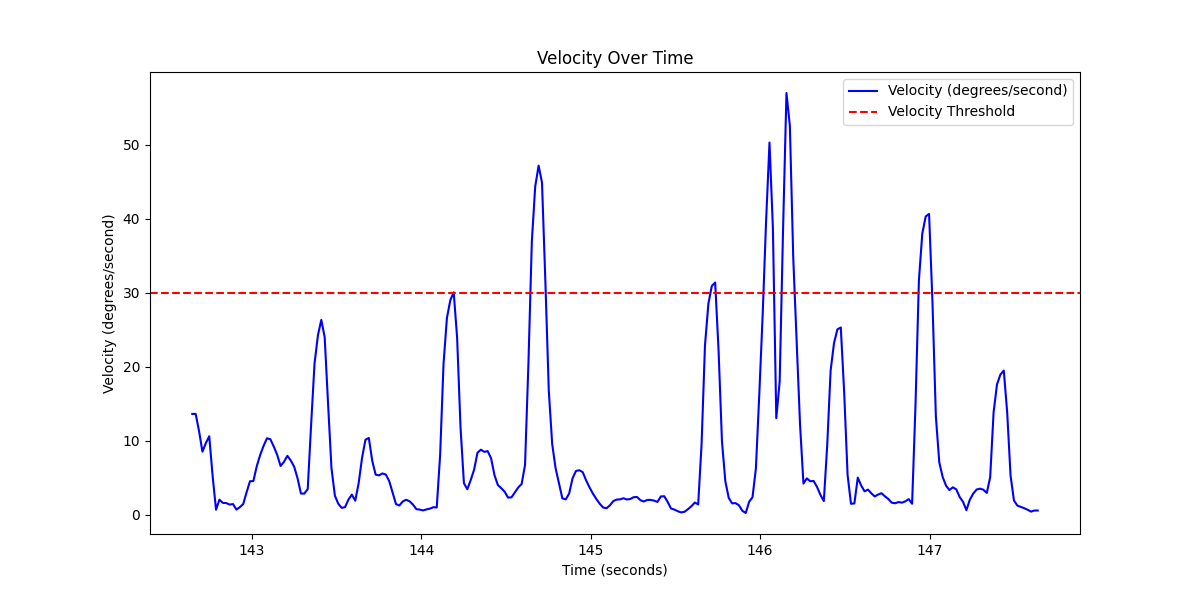 Velocity Over Time
Velocity (degrees/second)
Velocity Threshold
Velocity (degrees/second)
50
40
30
20
10
0
143 144 145 146 147
Time (seconds)